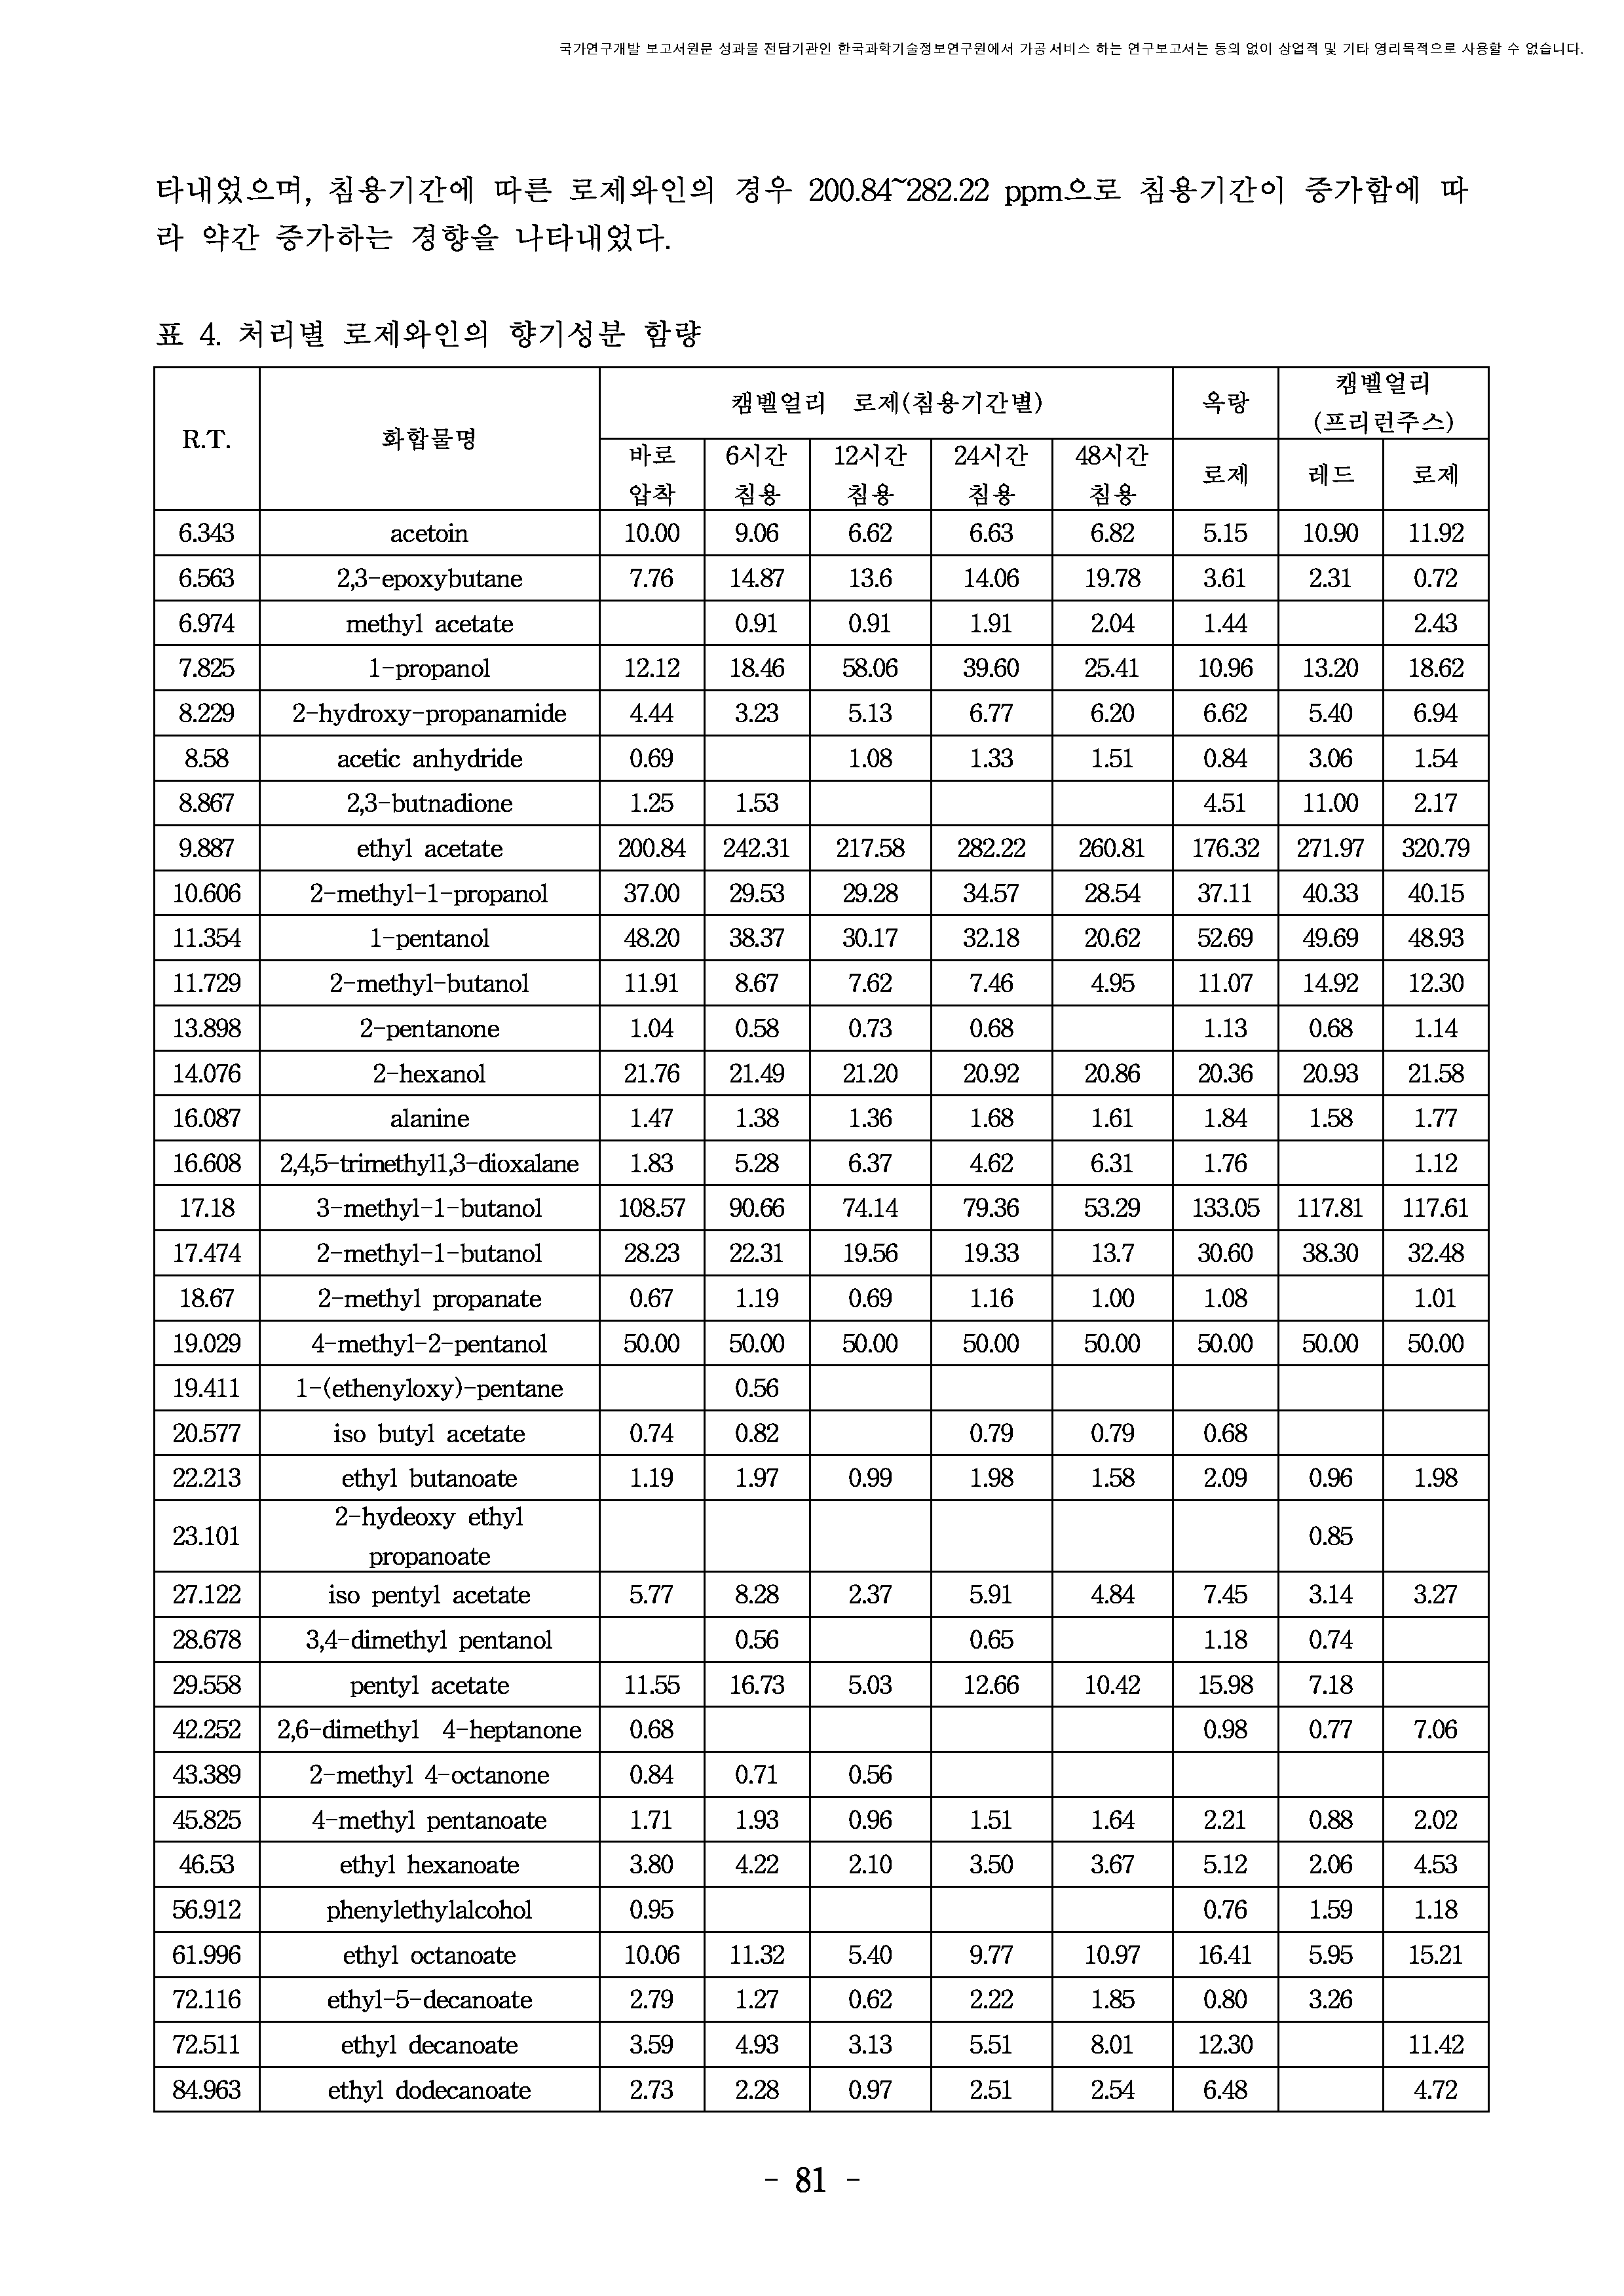 국가연구개발 보고서원문 성과물 전담기관인 한국과학기술정보연구원에서 가공·서비스 하는 연구보고서는 동의 없이 상업적 및 기타 영리목적으로 사용할 수 없습니다.
타내었으며, 침용기간에 따른 로제와인의 경우 200.84~282.22 ppm으로 침용기간이 증가함에 따
라 약간 증가하는 경향을 나타내었다.
표 4. 처리별 로제와인의 향기성분 함량
R.T. 화합물명 캠벨얼리 로제(침용기간별) 옥랑 캠벨얼리
(프리런주스)
바로 6시간 12시간 24시간 48시간 로제 레드 로제
압착 침용 침용 침용 침용
6.343 acetoin 10.00 9.06 6.62 6.63 6.82 5.15 10.90 11.92
6.563 2,3-epoxybutane 7.76 14.87 13.6 14.06 19.78 3.61 2.31 0.72
6.974 methyl acetate 0.91 0.91 1.91 2.04 1.44 2.43
7.825 1-propanol 12.12 18.46 58.06 39.60 25.41 10.96 13.20 18.62
8.229 2-hydroxy-propanamide 4.44 3.23 5.13 6.77 6.20 6.62 5.40 6.94
8.58 acetic anhydride 0.69 1.08 1.33 1.51 0.84 3.06 1.54
8.867 2,3-butnadione 1.25 1.53 4.51 11.00 2.17
9.887 ethyl acetate 200.84 242.31 217.58 282.22 260.81 176.32 271.97 320.79
10.606 2-methyl-1-propanol 37.00 29.53 29.28 34.57 28.54 37.11 40.33 40.15
11.354 1-pentanol 48.20 38.37 30.17 32.18 20.62 52.69 49.69 48.93
11.729 2-methyl-butanol 11.91 8.67 7.62 7.46 4.95 11.07 14.92 12.30
13.898 2-pentanone 1.04 0.58 0.73 0.68 1.13 0.68 1.14
14.076 2-hexanol 21.76 21.49 21.20 20.92 20.86 20.36 20.93 21.58
16.087 alanine 1.47 1.38 1.36 1.68 1.61 1.84 1.58 1.77
16.608 2,4,5-trimethyl1,3-dioxalane 1.83 5.28 6.37 4.62 6.31 1.76 1.12
17.18 3-methyl-1-butanol 108.57 90.66 74.14 79.36 53.29 133.05 117.81 117.61
17.474 2-methyl-1-butanol 28.23 22.31 19.56 19.33 13.7 30.60 38.30 32.48
18.67 2-methyl propanate 0.67 1.19 0.69 1.16 1.00 1.08 1.01
19.029 4-methyl-2-pentanol 50.00 50.00 50.00 50.00 50.00 50.00 50.00 50.00
19.411 1-(ethenyloxy)-pentane 0.56
20.577 iso butyl acetate 0.74 0.82 0.79 0.79 0.68
22.213 ethyl butanoate 1.19 1.97 0.99 1.98 1.58 2.09 0.96 1.98
23.101 2-hydeoxy ethyl 0.85
propanoate
27.122 iso pentyl acetate 5.77 8.28 2.37 5.91 4.84 7.45 3.14 3.27
28.678 3,4-dimethyl pentanol 0.56 0.65 1.18 0.74
29.558 pentyl acetate 11.55 16.73 5.03 12.66 10.42 15.98 7.18
42.252 2,6-dimethyl 4-heptanone 0.68 0.98 0.77 7.06
43.389 2-methyl 4-octanone 0.84 0.71 0.56
45.825 4-methyl pentanoate 1.71 1.93 0.96 1.51 1.64 2.21 0.88 2.02
46.53 ethyl hexanoate 3.80 4.22 2.10 3.50 3.67 5.12 2.06 4.53
56.912 phenylethylalcohol 0.95 0.76 1.59 1.18
61.996 ethyl octanoate 10.06 11.32 5.40 9.77 10.97 16.41 5.95 15.21
72.116 ethyl-5-decanoate 2.79 1.27 0.62 2.22 1.85 0.80 3.26
72.511 ethyl decanoate 3.59 4.93 3.13 5.51 8.01 12.30 11.42
84.963 ethyl dodecanoate 2.73 2.28 0.97 2.51 2.54 6.48 4.72
- 81 -